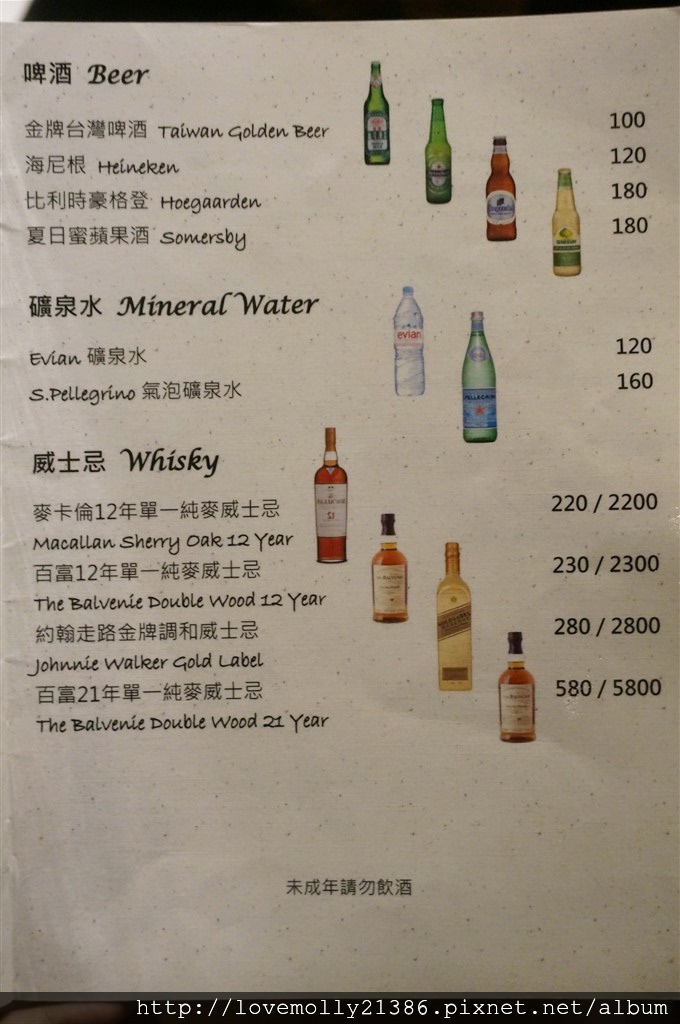 啤酒 Beer
金牌台灣啤酒 Taiwan Golden Beer 100
海尼根 Heineken 120
比利時豪格登 Hoegaarden 180
夏日蜜蘋果酒 Somersby 180
礦泉水 Mineral Water
evian
Evian 礦泉水 120
S.Pellegrino 氣泡礦泉水 160
威士忌 Whisky
麥卡倫12年單一純麥威士忌 220 / 2200
Macallan Sherry Oak 12 Year
百富12年單一純麥威士忌 230 / 2300
The Balvenie Double Wood 12 Year
約翰走路金牌調和威士忌 280 / 2800
Johnnie Walker Gold Label
百富21年單一純麥威士忌 580 / 5800
The Balvenie Double Wood 21 Year
未成年請勿飲酒
http://lovemolly21386.pixnet.net/album